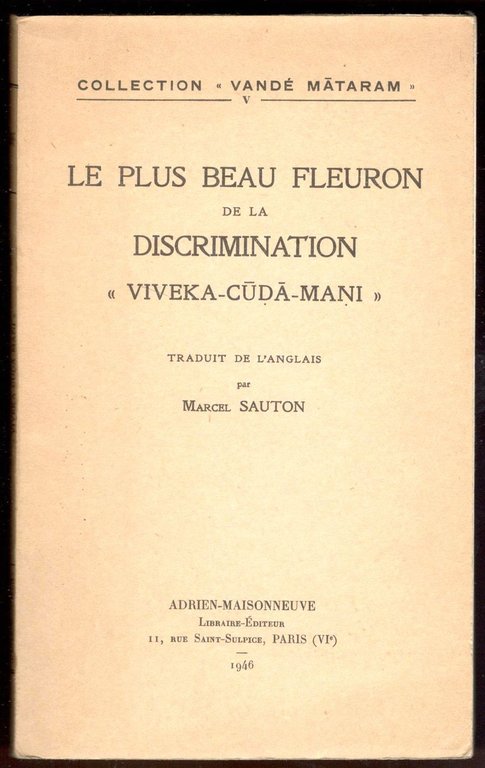 COLLECTION « VANDÉ MĀTARAM »
V
LE PLUS BEAU FLEURON
DE LA
DISCRIMINATION
« VIVEKA-CŪḌĀ-MAṆI »
TRADUIT DE L'ANGLAIS
par
MARCEL SAUTON
ADRIEN-MAISONNEUVE
LIBRAIRE-ÉDITEUR
11, RUE SAINT-SULPICE, PARIS (VIe)
1946